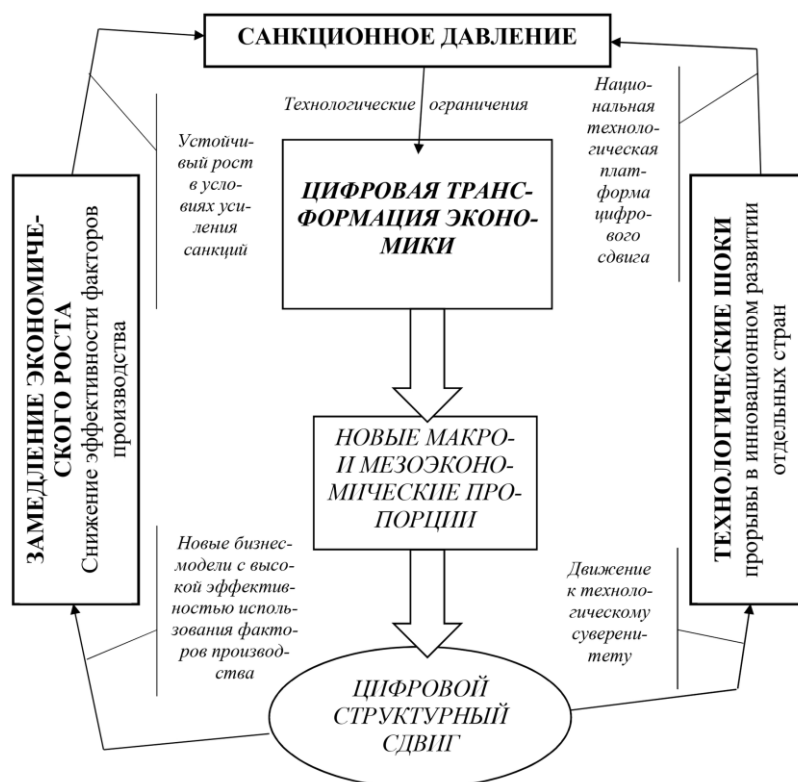 САНКЦИОННОЕ ДАВЛЕНИЕ
Технологические ограничения
Устойчи-
вый рост
в усло-
виях уси-
ления
санкций
Нацио-
нальная
техноло-
гическая
плат-
форма
цифро-
вого
сдвига
ЦИФРОВАЯ ТРАНС-
ФОРМАЦИЯ ЭКОНО-
МИКИ
ЗАМЕДЛЕНИЕ ЭКОНОМИЧЕ-
СКОГО РОСТА
Снижение эффективности факторов
производства
ТЕХНОЛОГИЧЕСКИЕ ШОКИ
прорывы в инновационном развитии
отдельных стран
НОВЫЕ МАКРО-
И МЕЗОЭКОНО-
МИЧЕСКИЕ ПРО-
ПОРЦИИ
Новые бизнес-
модели с высо-
кой эффектив-
ностью исполь-
зования факто-
ров производ-
ства
Движение
к техноло-
гическому
суверени-
тету
ЦИФРОВОЙ
СТРУКТУРНЫЙ
СДВИГ